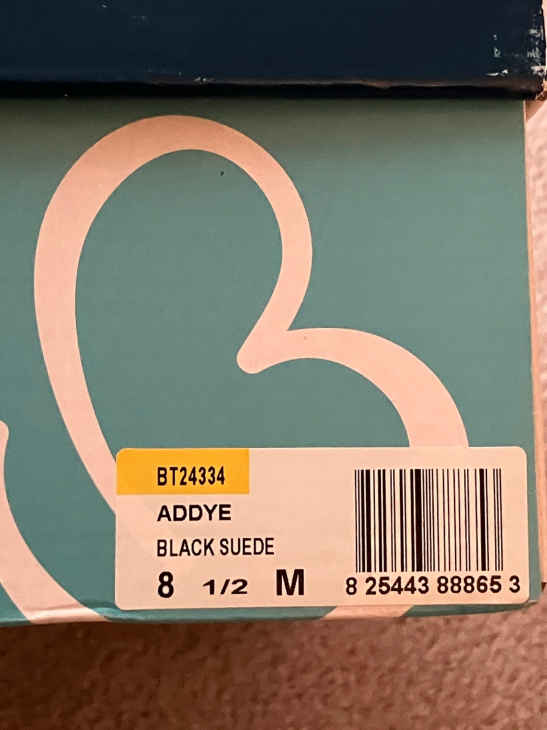 BT24334
ADDYE
BLACK SUEDE
8 1/2 M
8 25443 88865 3